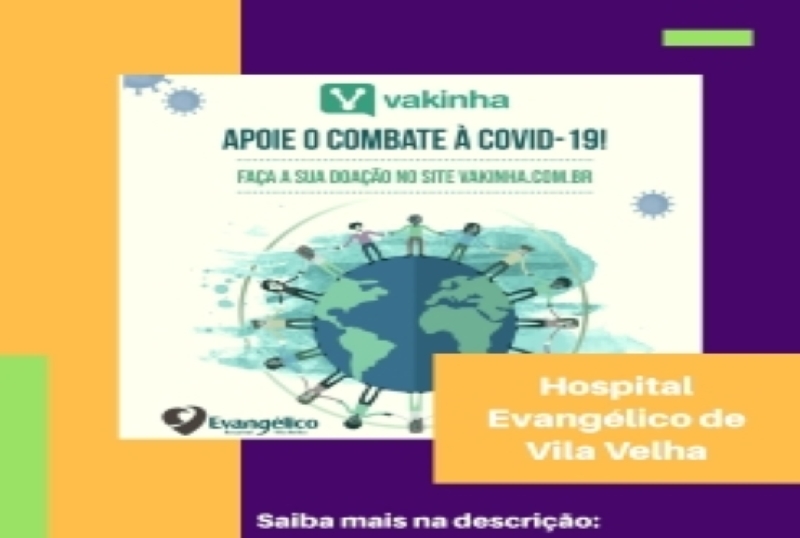 vakinha
APOIE O COMBATE À COVID-19!
FAÇA A SUA DOAÇÃO NO SITE VAKINHA.COM.BR
Evangélico
Hospital
Evangélico de
Vila Velha
Saiba mais na descrição: